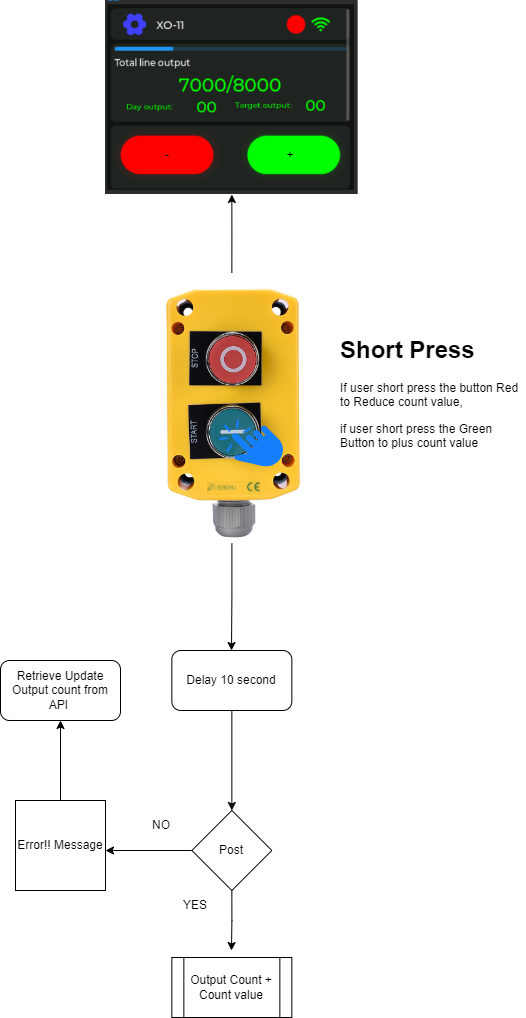 XO-11
Total line output
7000/8000
Day output: 00 Target output: 00
- +
STOP
START
CE
Short Press
If user short press the button Red
to Reduce count value,
if user short press the Green
Button to plus count value
Delay 10 second
Retrieve Update
Output count from
API
NO
Error!! Message
Post
YES
Output Count +
Count value